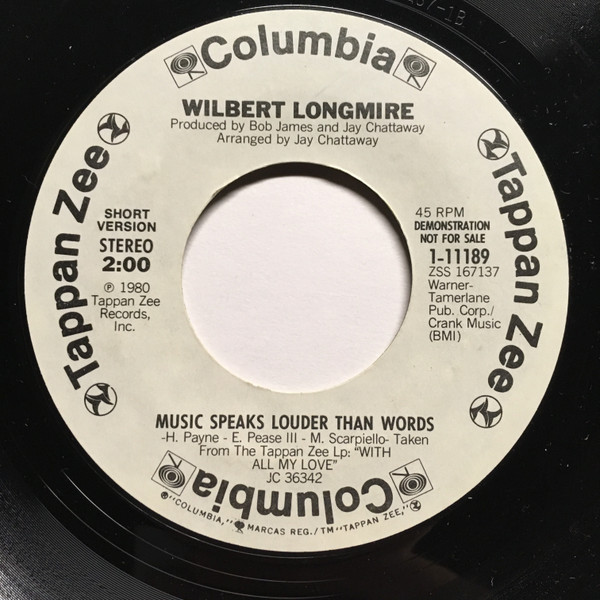 Columbia
WILBERT LONGMIRE
Produced by Bob James and Jay Chattaway
Arranged by Jay Chattaway
Tappan Zee
Tappan Zee
SHORT
VERSION
STEREO
2:00
℗ 1980
Tappan Zee
Records,
Inc.
45 RPM
DEMONSTRATION
NOT FOR SALE
1-11189
ZSS 167137
Warner-
Tamerlane
Pub. Corp./
Crank Music
(BMI)
MUSIC SPEAKS LOUDER THAN WORDS
-H. Payne - E. Pease III - M. Scarpiello- Taken
From The Tappan Zee Lp: "WITH
ALL MY LOVE"
JC 36342
Columbia
®"COLUMBIA," MARCAS REG./TM "TAPPAN ZEE,"